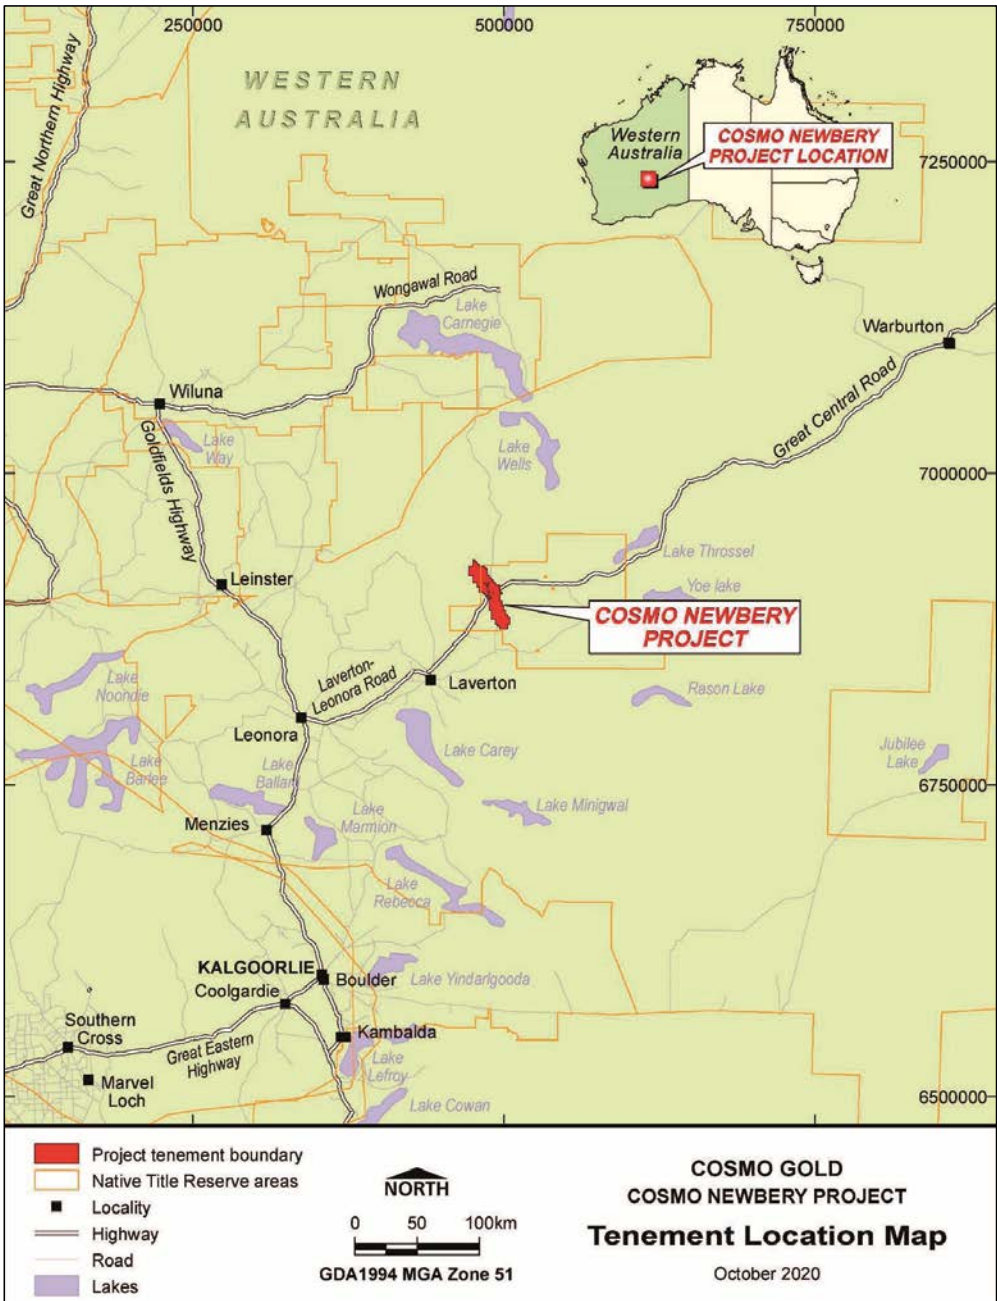 250000
500000
750000
Great Northern Highway
WESTERN
AUSTRALIA
Western
Australia
COSMO NEWBERY
PROJECT LOCATION
7250000
Wongawal Road
Lake
Carnegie
Warburton
Wiluna
Great Central Road
Goldfields Highway
Lake
Way
Lake
Wells
7000000
Lake Throssel
Leinster
Yoe lake
COSMO NEWBERY
PROJECT
Laverton-
Leonora Road
Lake
Noondie
Laverton
Rason Lake
Leonora
Lake Carey
Jubilee
Lake
Lake
Barlee
Lake
Ballard
6750000
Lake Minigwal
Lake
Marmion
Menzies
Lake
Rebecca
KALGOORLIE
Boulder
Lake Yindarlgooda
Coolgardie
Southern
Cross
Kambalda
Great Eastern
Highway
Lake
Lefroy
Marvel
Loch
Lake Cowan
6500000
Project tenement boundary
Native Title Reserve areas
Locality
Highway
Road
Lakes
NORTH
0 50 100km
GDA1994 MGA Zone 51
COSMO GOLD
COSMO NEWBERY PROJECT
Tenement Location Map
October 2020